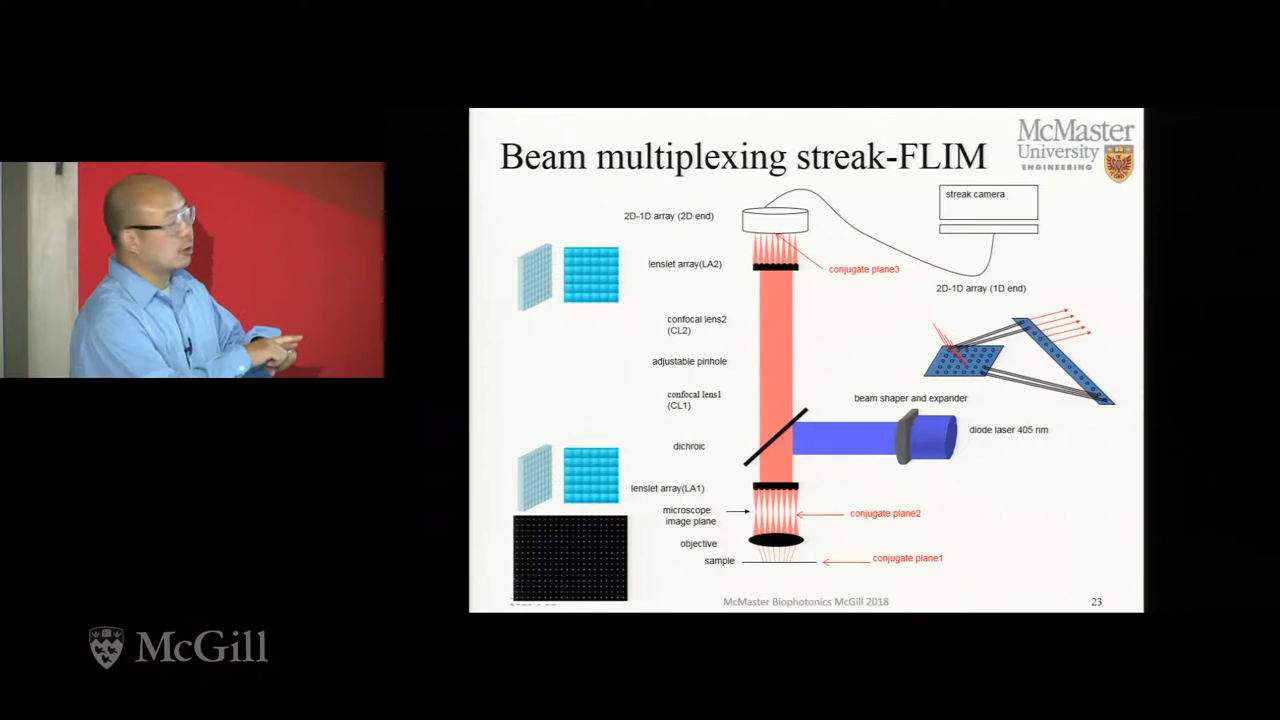 Beam multiplexing streak-FLIM
McMaster
University
ENGINEERING
streak camera
2D-1D array (2D end)
lenslet array(LA2)
conjugate plane3
2D-1D array (1D end)
confocal lens2
(CL2)
adjustable pinhole
confocal lens1
(CL1)
beam shaper and expander
diode laser 405 nm
dichroic
lenslet array(LA1)
microscope
image plane
conjugate plane2
objective
sample
conjugate plane1
McMaster Biophotonics McGill 2018
23
McGill